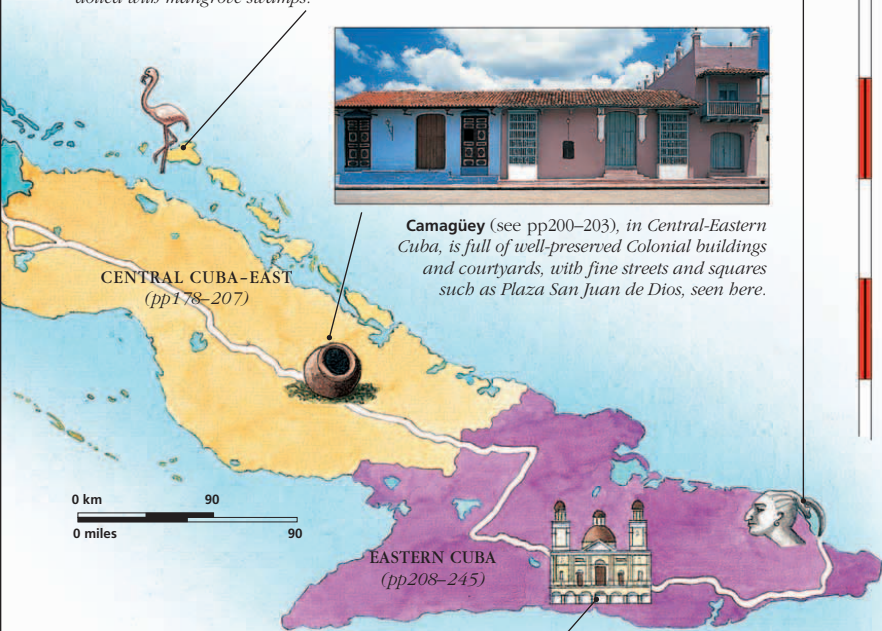 dotted with mangrove swamps.
Camagüey (see pp200–203), in Central-Eastern
Cuba, is full of well-preserved Colonial buildings
and courtyards, with fine streets and squares
such as Plaza San Juan de Dios, seen here.
CENTRAL CUBA–EAST
(pp178–207)
0 km 90
0 miles 90
EASTERN CUBA
(pp208–245)